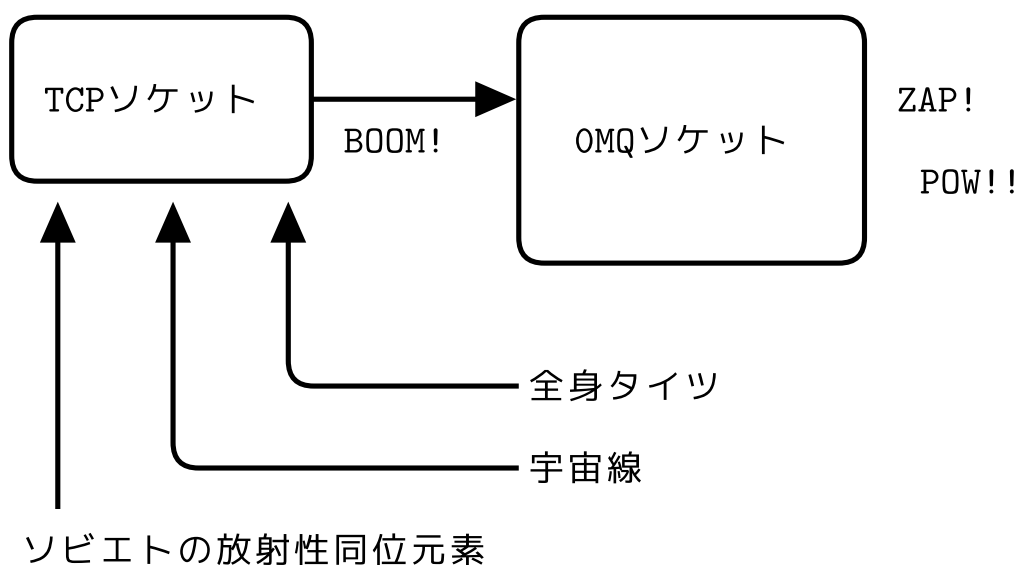 TCPソケット
BOOM!
OMQソケット
ZAP!
POW!!
全身タイツ
宇宙線
ソビエトの放射性同位元素